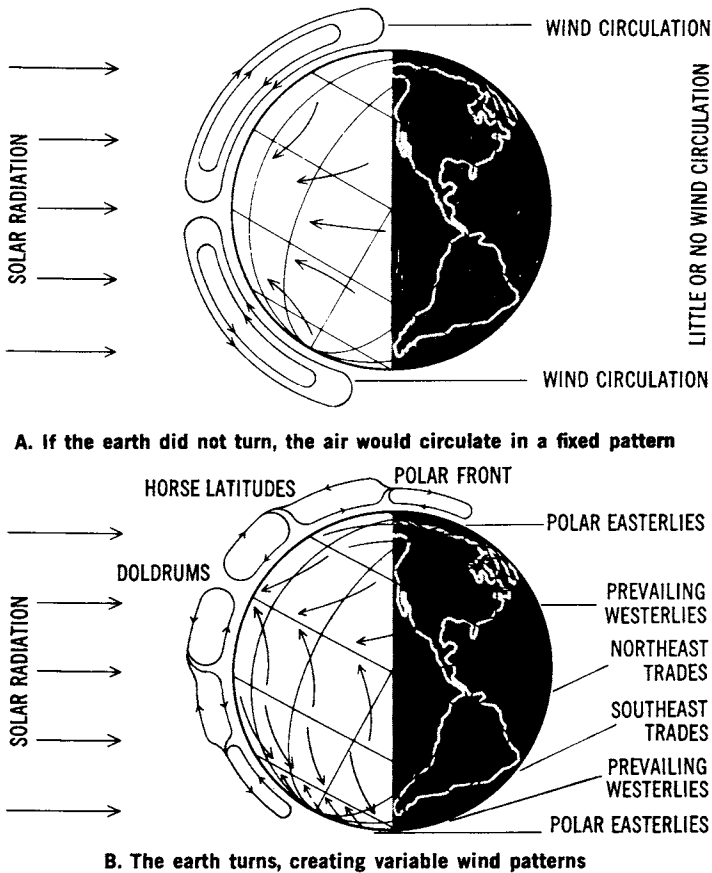 WIND CIRCULATION
SOLAR RADIATION
LITTLE OR NO WIND CIRCULATION
WIND CIRCULATION
A. If the earth did not turn, the air would circulate in a fixed pattern
HORSE LATITUDES
POLAR FRONT
POLAR EASTERLIES
DOLDRUMS
SOLAR RADIATION
PREVAILING
WESTERLIES
NORTHEAST
TRADES
SOUTHEAST
TRADES
PREVAILING
WESTERLIES
POLAR EASTERLIES
B. The earth turns, creating variable wind patterns